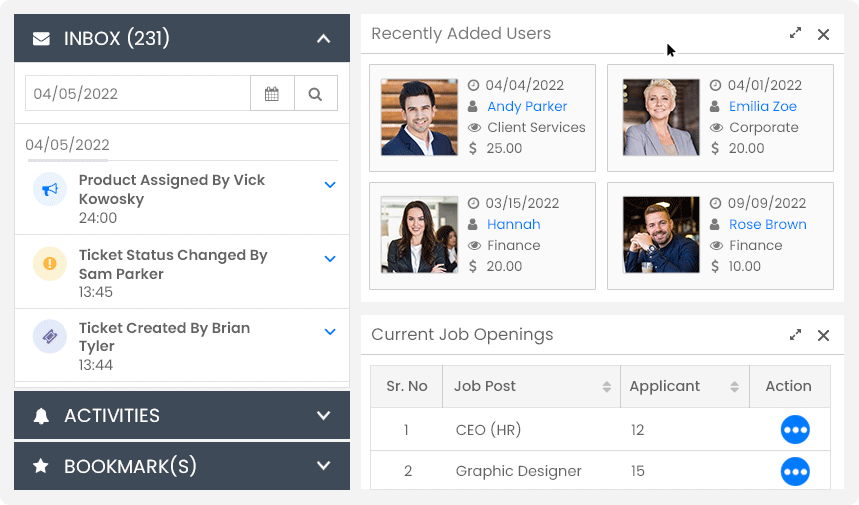 INBOX (231)
04/05/2022
04/05/2022
Product Assigned By Vick
Kowosky
24:00
Ticket Status Changed By
Sam Parker
13:45
Ticket Created By Brian
Tyler
13:44
ACTIVITIES
BOOKMARK(S)
Recently Added Users
04/04/2022
Andy Parker
Client Services
$ 25.00
04/01/2022
Emilia Zoe
Corporate
$ 20.00
03/15/2022
Hannah
Finance
$ 20.00
09/09/2022
Rose Brown
Finance
$ 10.00
Current Job Openings
Sr. No Job Post Applicant Action
1 CEO (HR) 12
2 Graphic Designer 15